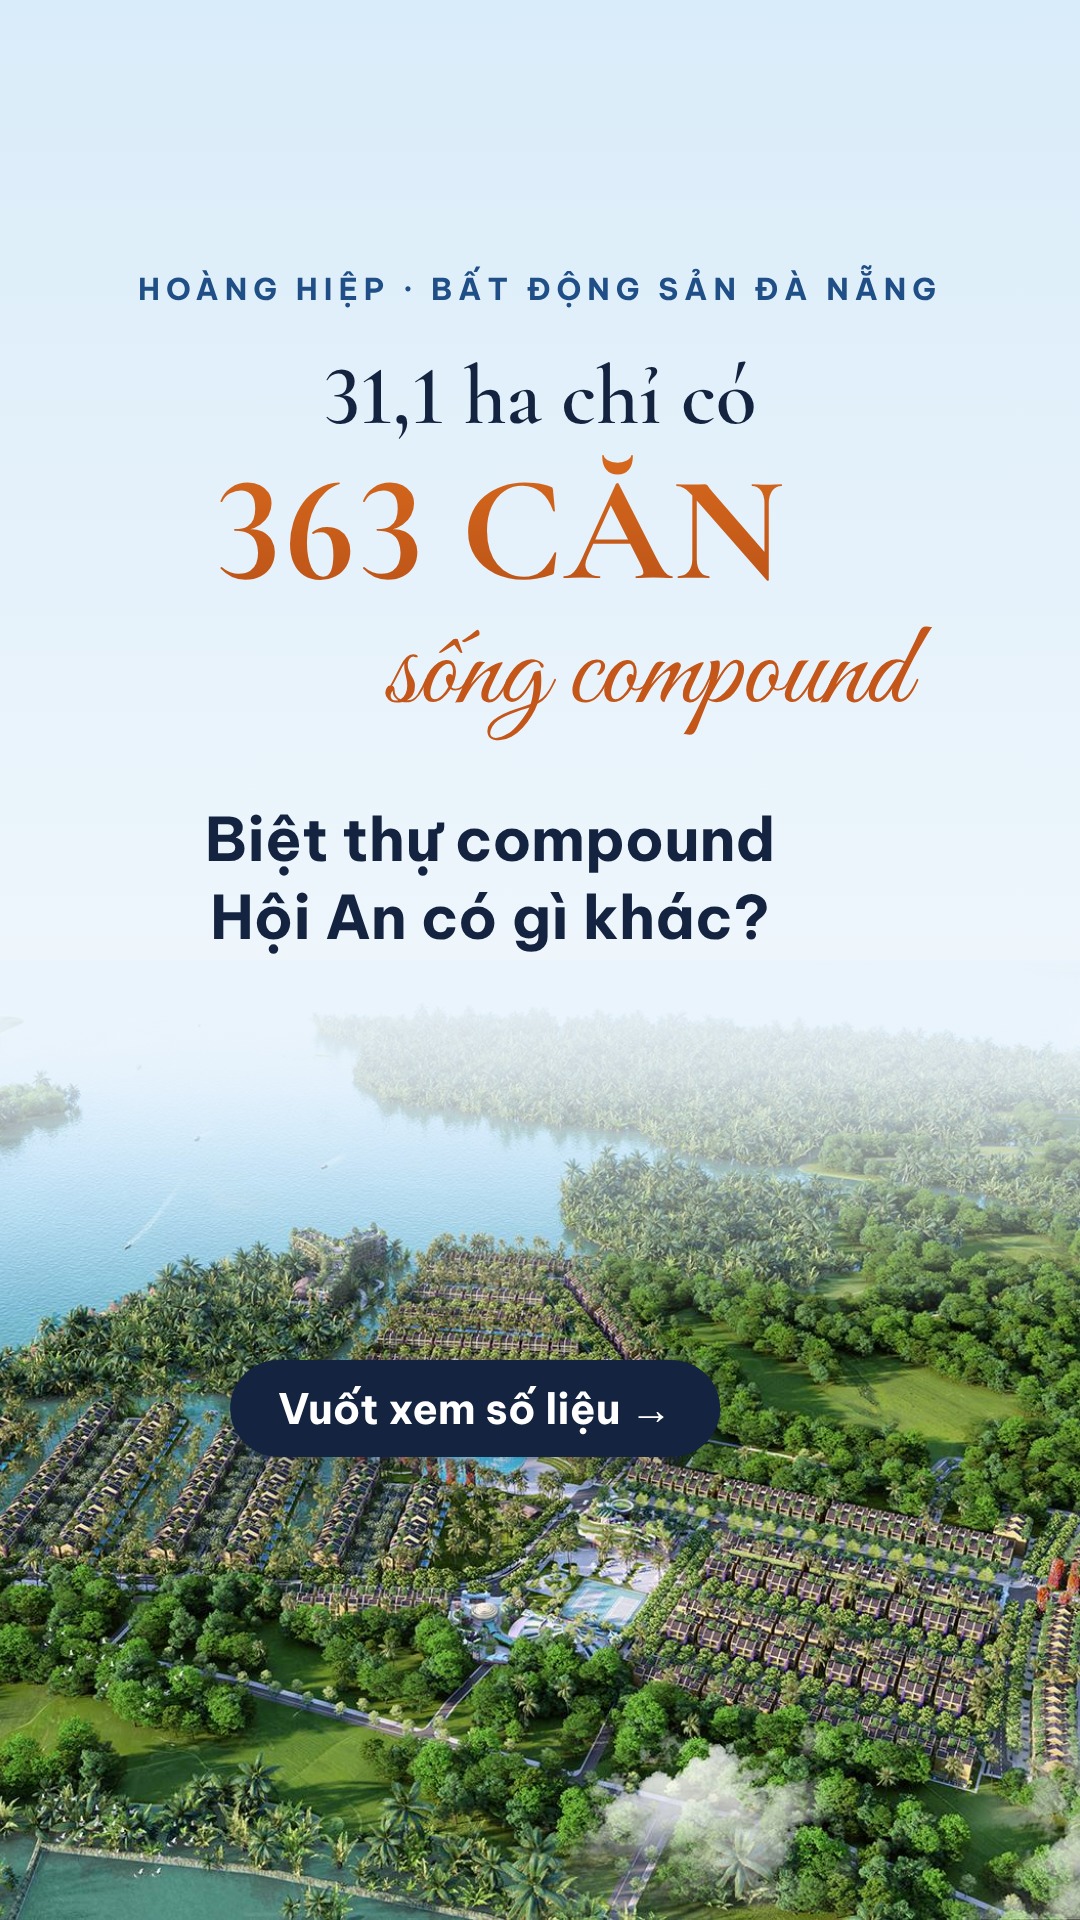 HOÀNG HIỆP · BẤT ĐỘNG SẢN ĐÀ NẴNG
31,1 ha chỉ có
363 CĂN
sống compound
Biệt thự compound
Hội An có gì khác?
Vuốt xem số liệu →